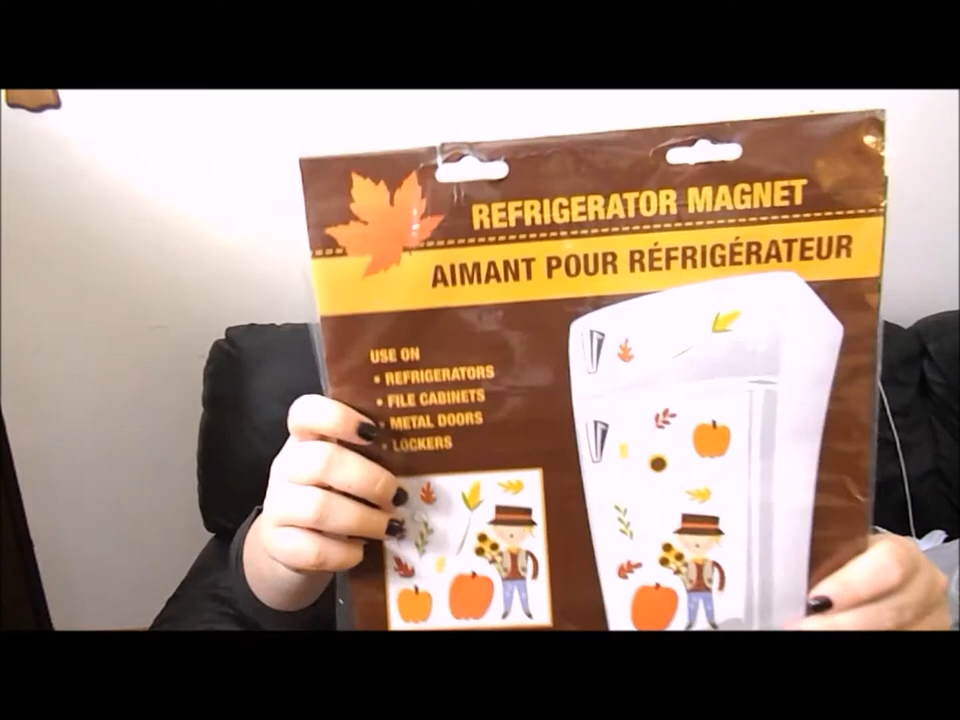 REFRIGERATOR MAGNET
AIMANT POUR RÉFRIGÉRATEUR
USE ON
• REFRIGERATORS
• FILE CABINETS
• METAL DOORS
• LOCKERS